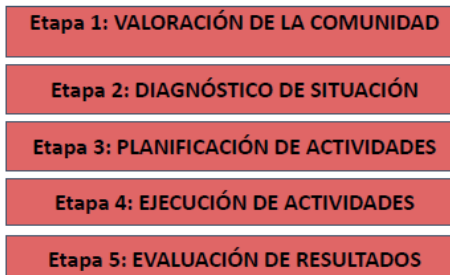 Etapa 1: VALORACIÓN DE LA COMUNIDAD
Etapa 2: DIAGNÓSTICO DE SITUACIÓN
Etapa 3: PLANIFICACIÓN DE ACTIVIDADES
Etapa 4: EJECUCIÓN DE ACTIVIDADES
Etapa 5: EVALUACIÓN DE RESULTADOS